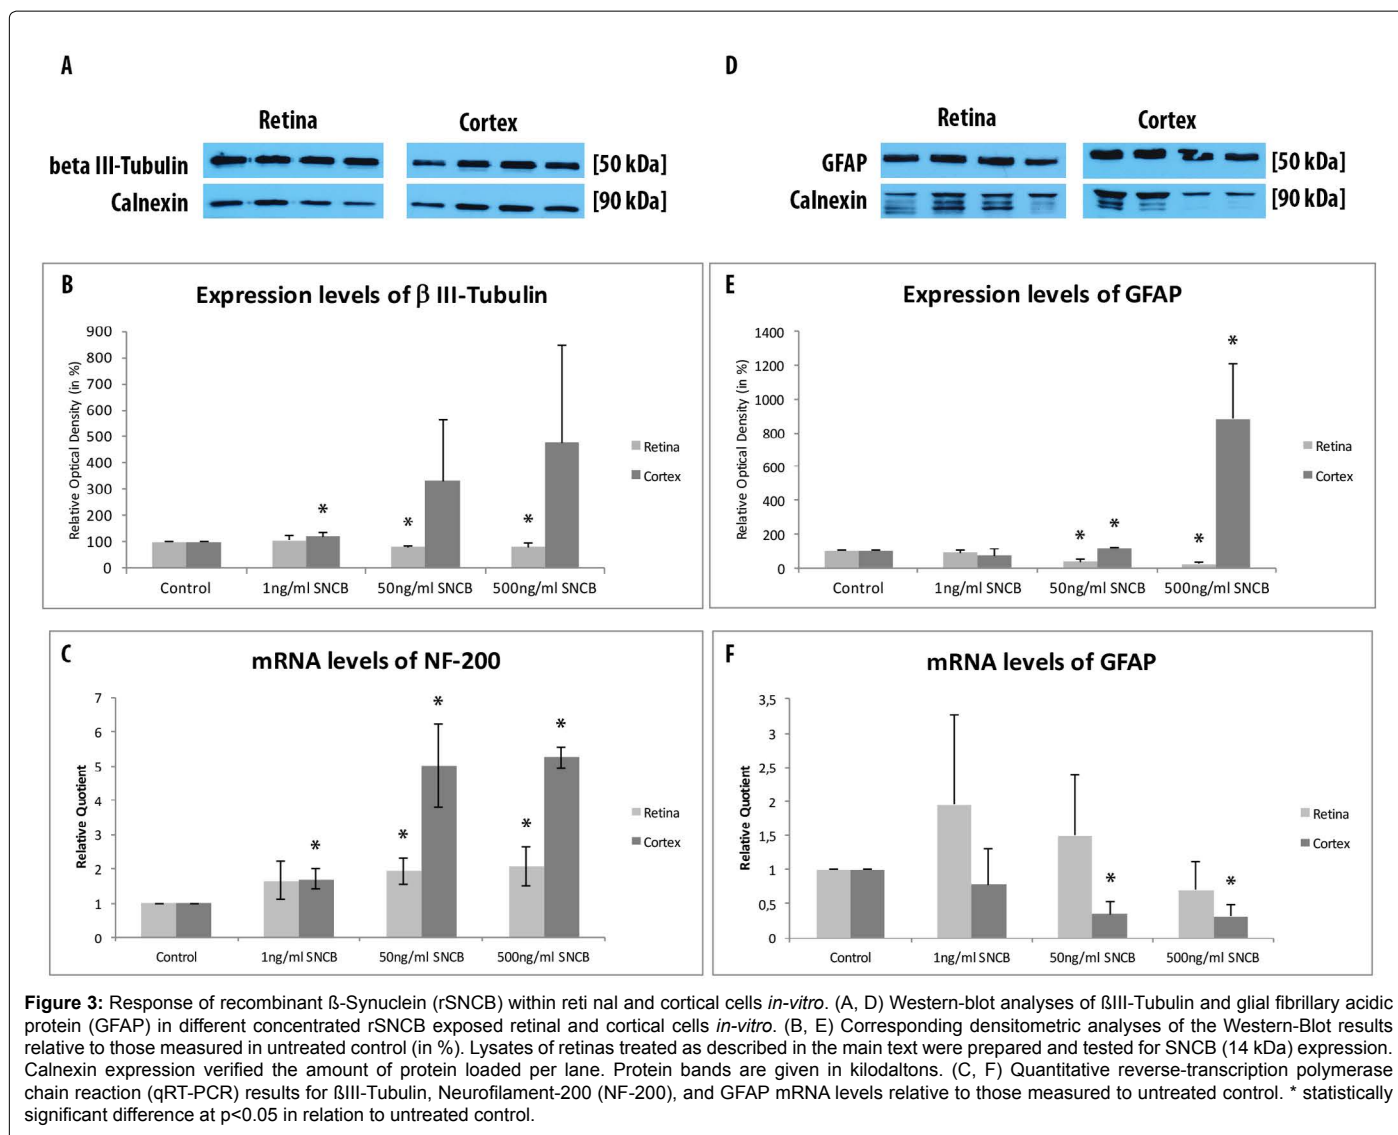 A
Retina Cortex
beta III-Tubulin [50 kDa]
Calnexin [90 kDa]
D
Retina Cortex
GFAP [50 kDa]
Calnexin [90 kDa]
B
Expression levels of β III-Tubulin
Relative Optical Density (in %)
900
800
700
600
500
400
300
200
100
0
*
*
*
Control 1ng/ml SNCB 50ng/ml SNCB 500ng/ml SNCB
Retina
Cortex
E
Expression levels of GFAP
Relative Optical Density (in %)
1400
1200
1000
800
600
400
200
0
*
*
*
*
Control 1ng/ml SNCB 50ng/ml SNCB 500ng/ml SNCB
Retina
Cortex
C
mRNA levels of NF-200
Relative Quotient
7
6
5
4
3
2
1
0
*
*
*
*
*
Control 1ng/ml SNCB 50ng/ml SNCB 500ng/ml SNCB
Retina
Cortex
F
mRNA levels of GFAP
Relative Quotient
3,5
3
2,5
2
1,5
1
0,5
0
*
*
Control 1ng/ml SNCB 50ng/ml SNCB 500ng/ml SNCB
Retina
Cortex
Figure 3: Response of recombinant ß-Synuclein (rSNCB) within reti nal and cortical cells in-vitro. (A, D) Western-blot analyses of ßIII-Tubulin and glial fibrillary acidic
protein (GFAP) in different concentrated rSNCB exposed retinal and cortical cells in-vitro. (B, E) Corresponding densitometric analyses of the Western-Blot results
relative to those measured in untreated control (in %). Lysates of retinas treated as described in the main text were prepared and tested for SNCB (14 kDa) expression.
Calnexin expression verified the amount of protein loaded per lane. Protein bands are given in kilodaltons. (C, F) Quantitative reverse-transcription polymerase
chain reaction (qRT-PCR) results for ßIII-Tubulin, Neurofilament-200 (NF-200), and GFAP mRNA levels relative to those measured to untreated control. * statistically
significant difference at p<0.05 in relation to untreated control.